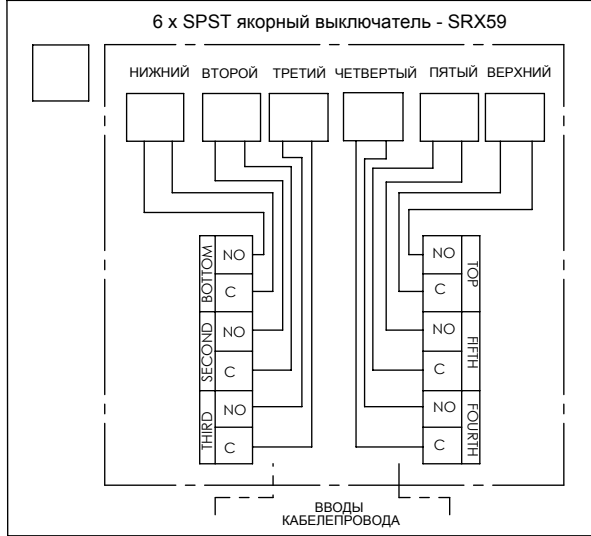 6 x SPST якорный выключатель - SRX59
НИЖНИЙ ВТОРОЙ ТРЕТИЙ ЧЕТВЕРТЫЙ ПЯТЫЙ ВЕРХНИЙ
BOTTOM
NO
C
SECOND
NO
C
THIRD
NO
C
NO
C
TOP
NO
C
FIFTH
NO
C
FOURTH
ВВОДЫ
КАБЕЛЕПРОВОДА